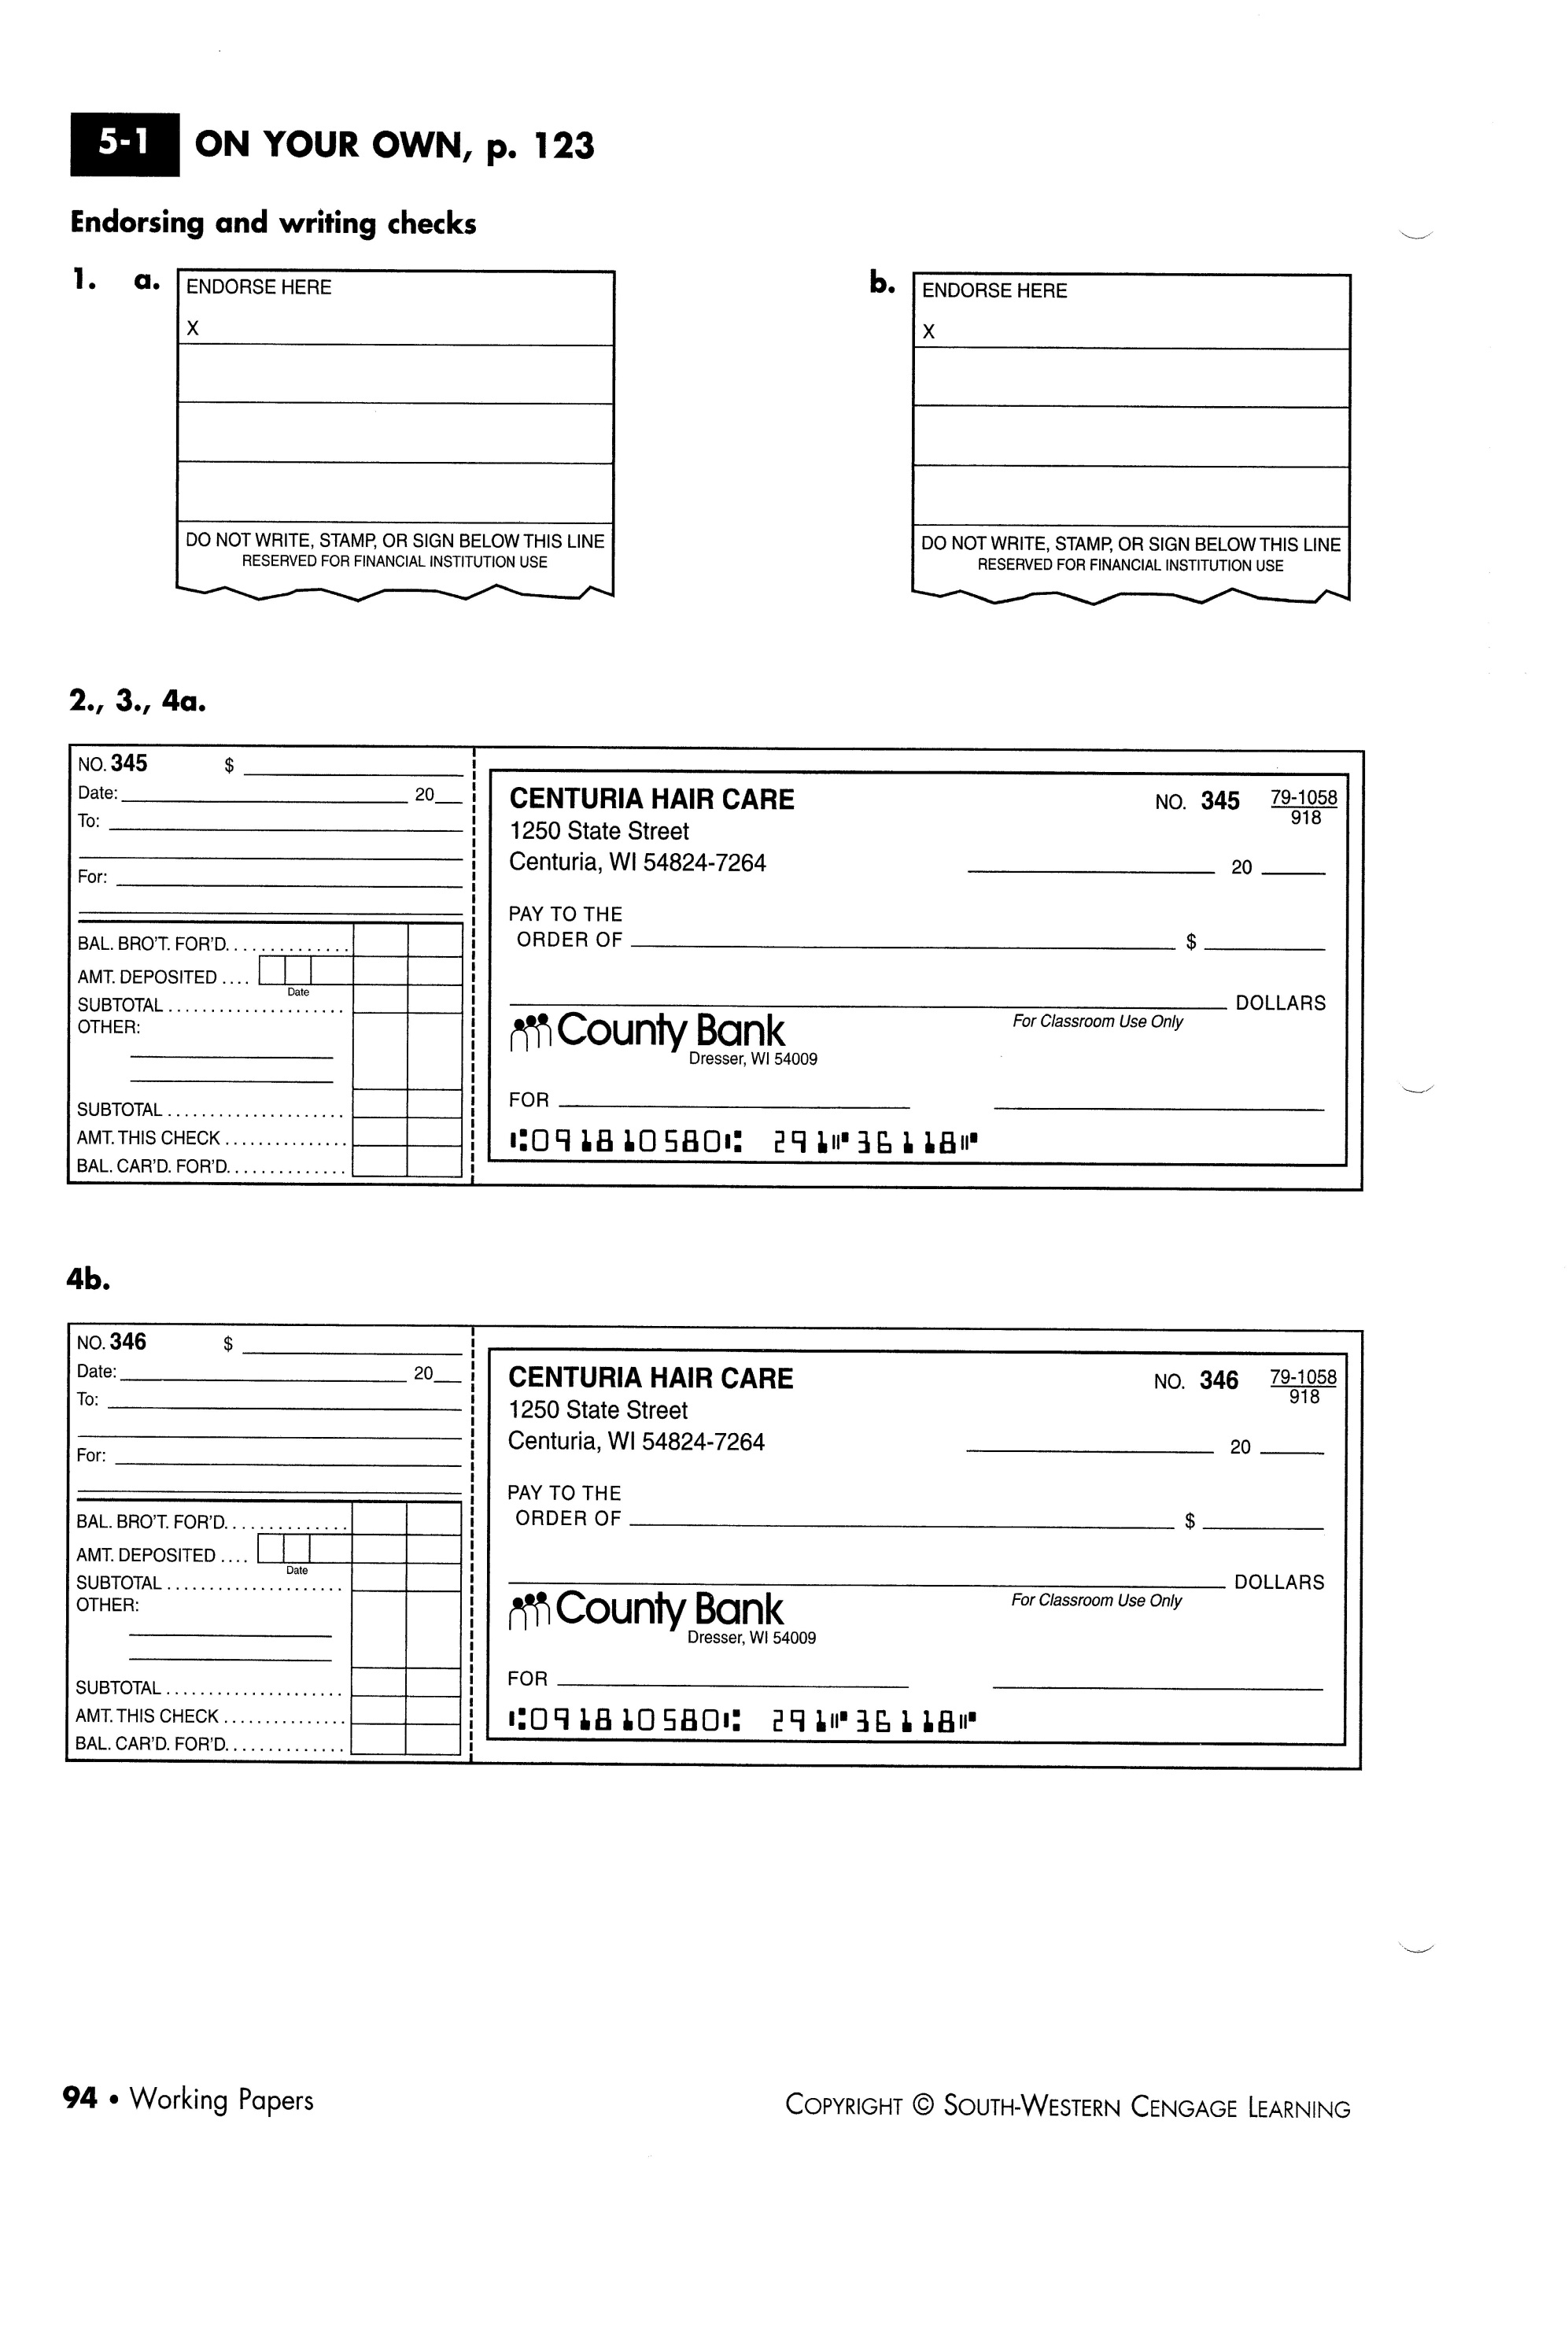 5-1 ON YOUR OWN, p. 123
Endorsing and writing checks
1. a. ENDORSE HERE
X
DO NOT WRITE, STAMP, OR SIGN BELOW THIS LINE
RESERVED FOR FINANCIAL INSTITUTION USE
b. ENDORSE HERE
X
DO NOT WRITE, STAMP, OR SIGN BELOW THIS LINE
RESERVED FOR FINANCIAL INSTITUTION USE
2., 3., 4a.
NO. 345 $
Date: 20
To:
For:
BAL. BRO'T. FOR'D.
AMT. DEPOSITED
Date
SUBTOTAL
OTHER:
SUBTOTAL
AMT. THIS CHECK
BAL. CAR'D. FOR'D.
CENTURIA HAIR CARE NO. 345 79-1058
918
1250 State Street
Centuria, WI 54824-7264 20
PAY TO THE
ORDER OF $
DOLLARS
County Bank For Classroom Use Only
Dresser, WI 54009
FOR
⑆091810580⑆ 291⑈36118⑈
4b.
NO. 346 $
Date: 20
To:
For:
BAL. BRO'T. FOR'D.
AMT. DEPOSITED
Date
SUBTOTAL
OTHER:
SUBTOTAL
AMT. THIS CHECK
BAL. CAR'D. FOR'D.
CENTURIA HAIR CARE NO. 346 79-1058
918
1250 State Street
Centuria, WI 54824-7264 20
PAY TO THE
ORDER OF $
DOLLARS
County Bank For Classroom Use Only
Dresser, WI 54009
FOR
⑆091810580⑆ 291⑈36118⑈
94 • Working Papers COPYRIGHT © SOUTH-WESTERN CENGAGE LEARNING